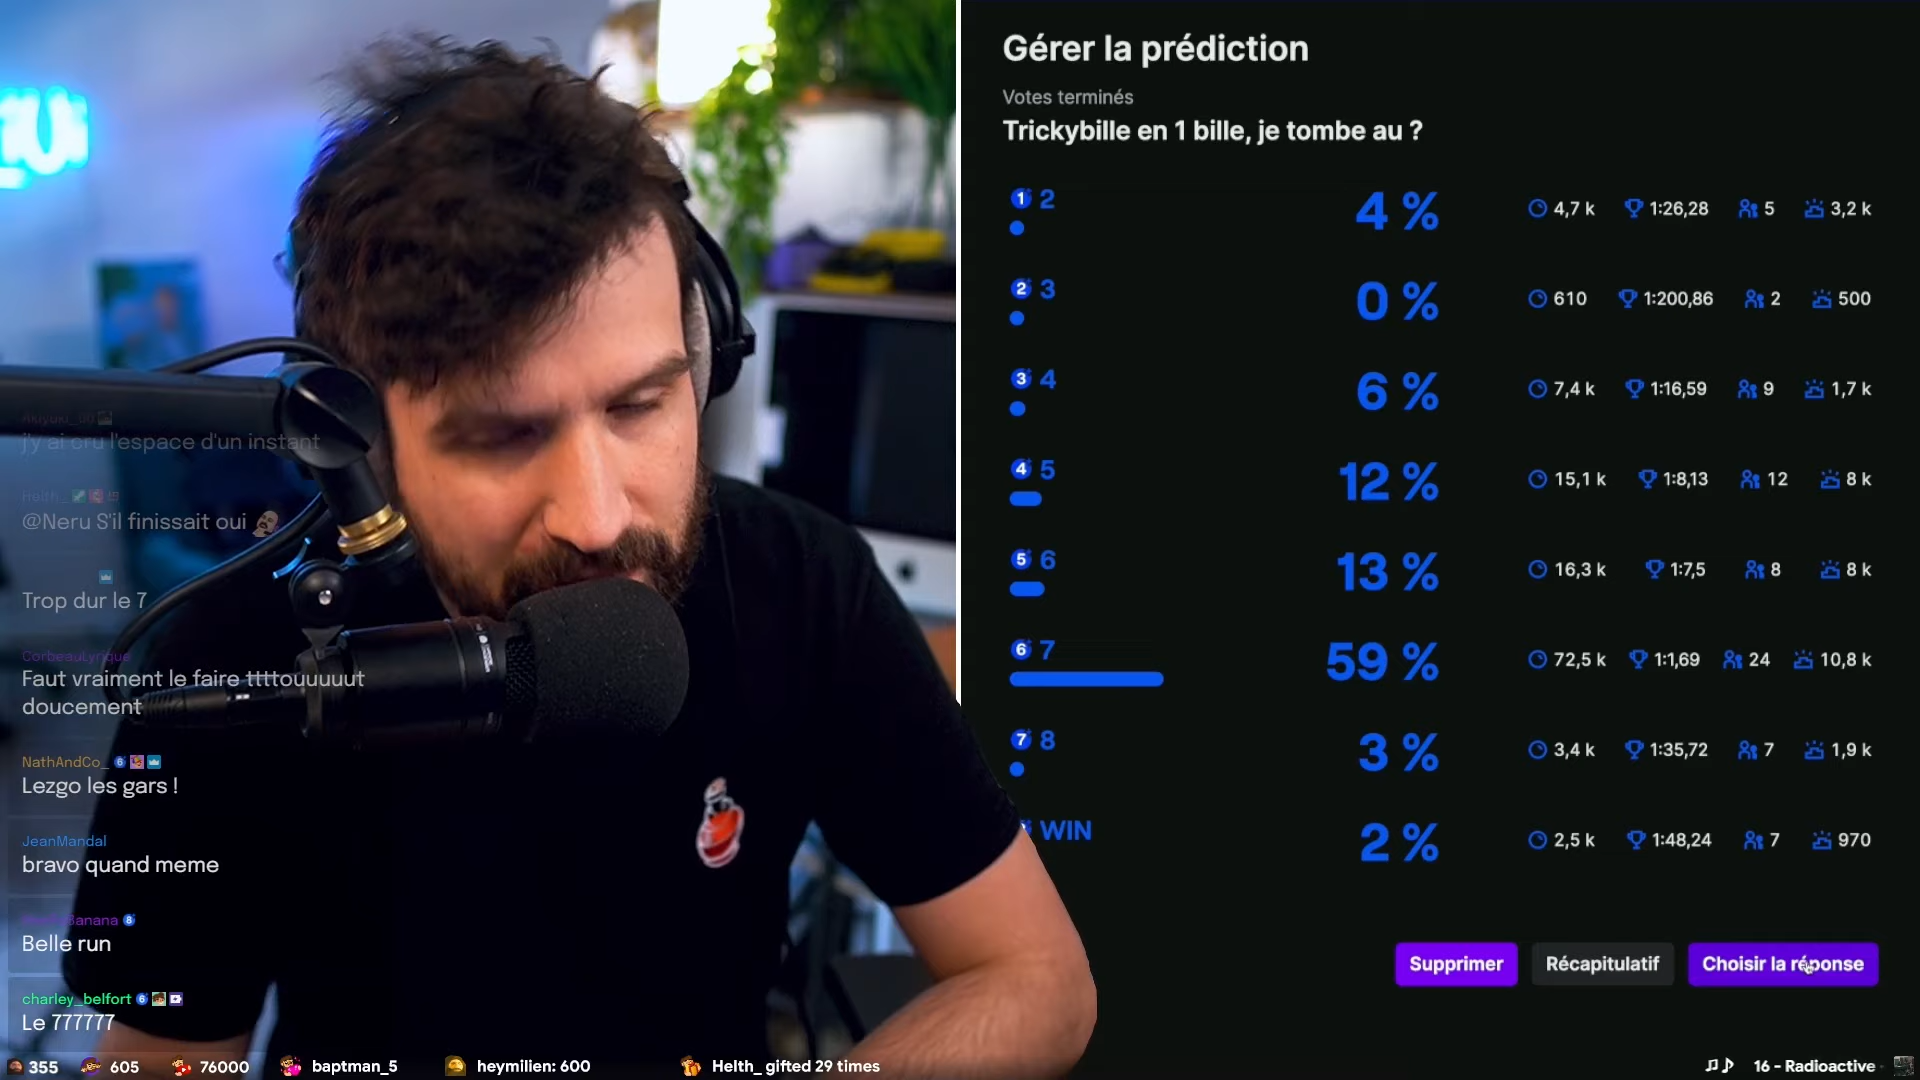 Gérer la prédiction
Votes terminés
Trickybille en 1 bille, je tombe au ?
1 2 4 % 4,7 k 1:26,28 5 3,2 k
2 3 0 % 610 1:200,86 2 500
3 4 6 % 7,4 k 1:16,59 9 1,7 k
4 5 12 % 15,1 k 1:8,13 12 8 k
5 6 13 % 16,3 k 1:7,5 8 8 k
6 7 59 % 72,5 k 1:1,69 24 10,8 k
7 8 3 % 3,4 k 1:35,72 7 1,9 k
WIN 2 % 2,5 k 1:48,24 7 970
Supprimer Récapitulatif Choisir la réponse
j'y ai cru l'espace d'un instant
Helth_
@Neru S'il finissait oui
Trop dur le 7
CorbeauLyrique
Faut vraiment le faire ttttouuuuut
doucement
NathAndCo_ 6
Lezgo les gars !
JeanMandal
bravo quand meme
8
Belle run
charley_belfort 6
Le 777777
355 605 76000 baptman_5 heymilien: 600 Helth_ gifted 29 times
16 - Radioactive